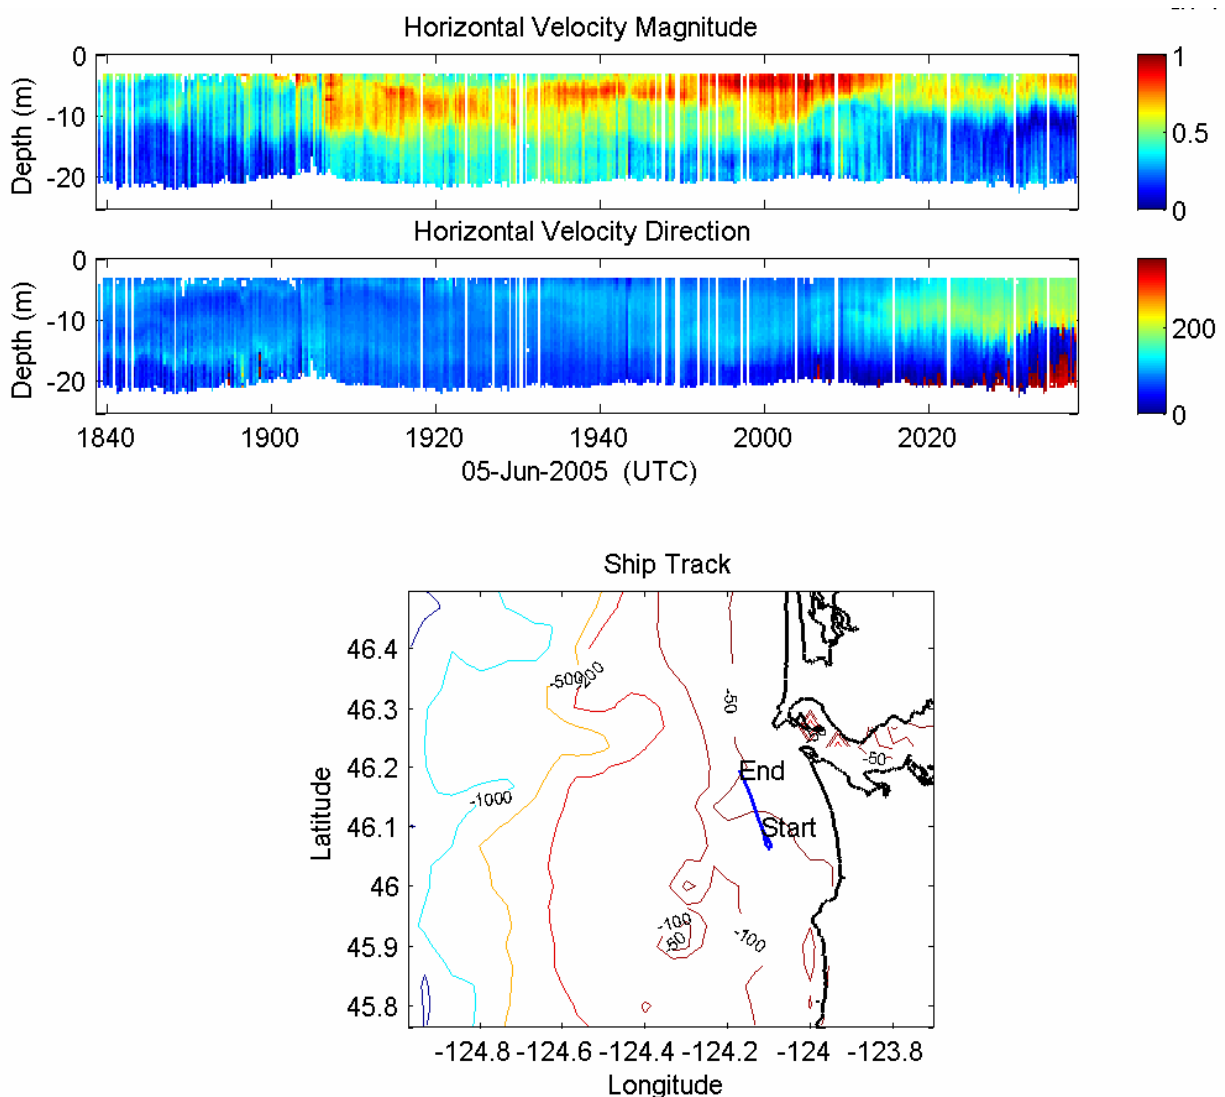 Horizontal Velocity Magnitude
0
-10
-20
Depth (m)
1
0.5
0
Horizontal Velocity Direction
0
-10
-20
Depth (m)
200
0
1840 1900 1920 1940 2000 2020
05-Jun-2005 (UTC)
Ship Track
46.4
46.3
46.2
46.1
46
45.9
45.8
Latitude
-500
-200
-50
-50
-1000
End
Start
-100
-50
-100
-124.8 -124.6 -124.4 -124.2 -124 -123.8
Longitude